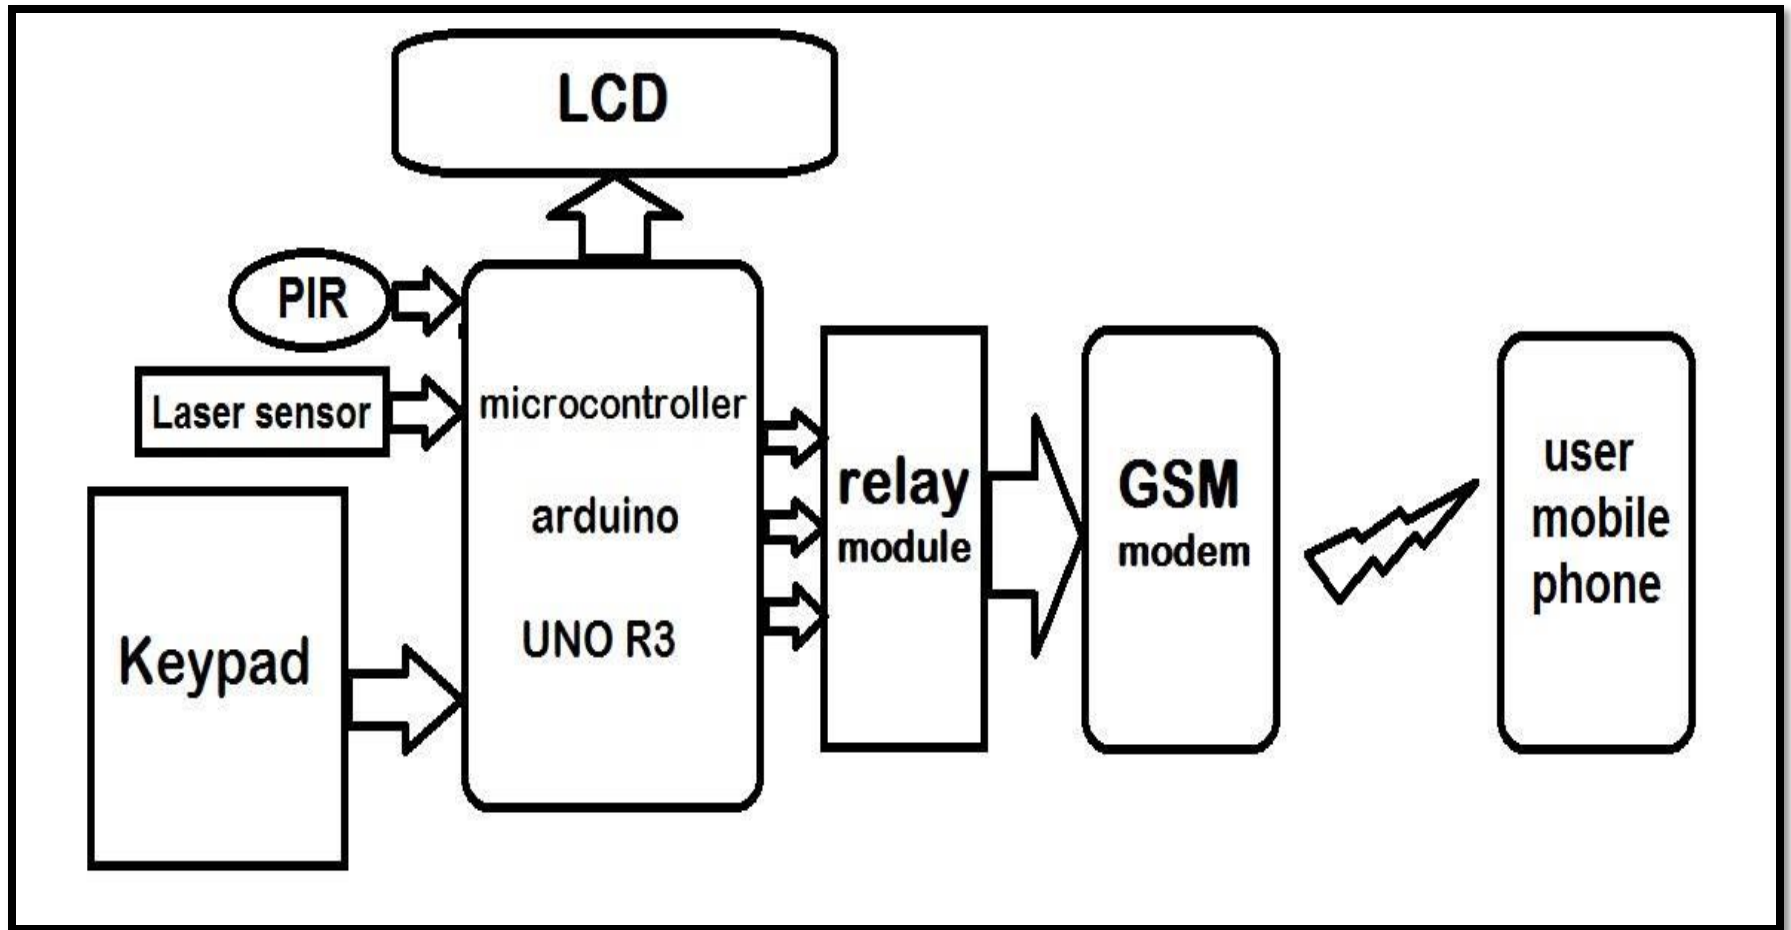 LCD
PIR
Laser sensor
Keypad
microcontroller
arduino
UNO R3
relay
module
GSM
modem
user
mobile
phone